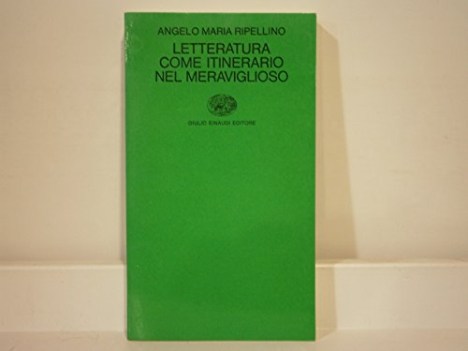 ANGELO MARIA RIPELLINO
LETTERATURA
COME ITINERARIO
NEL MERAVIGLIOSO
GIULIO EINAUDI EDITORE